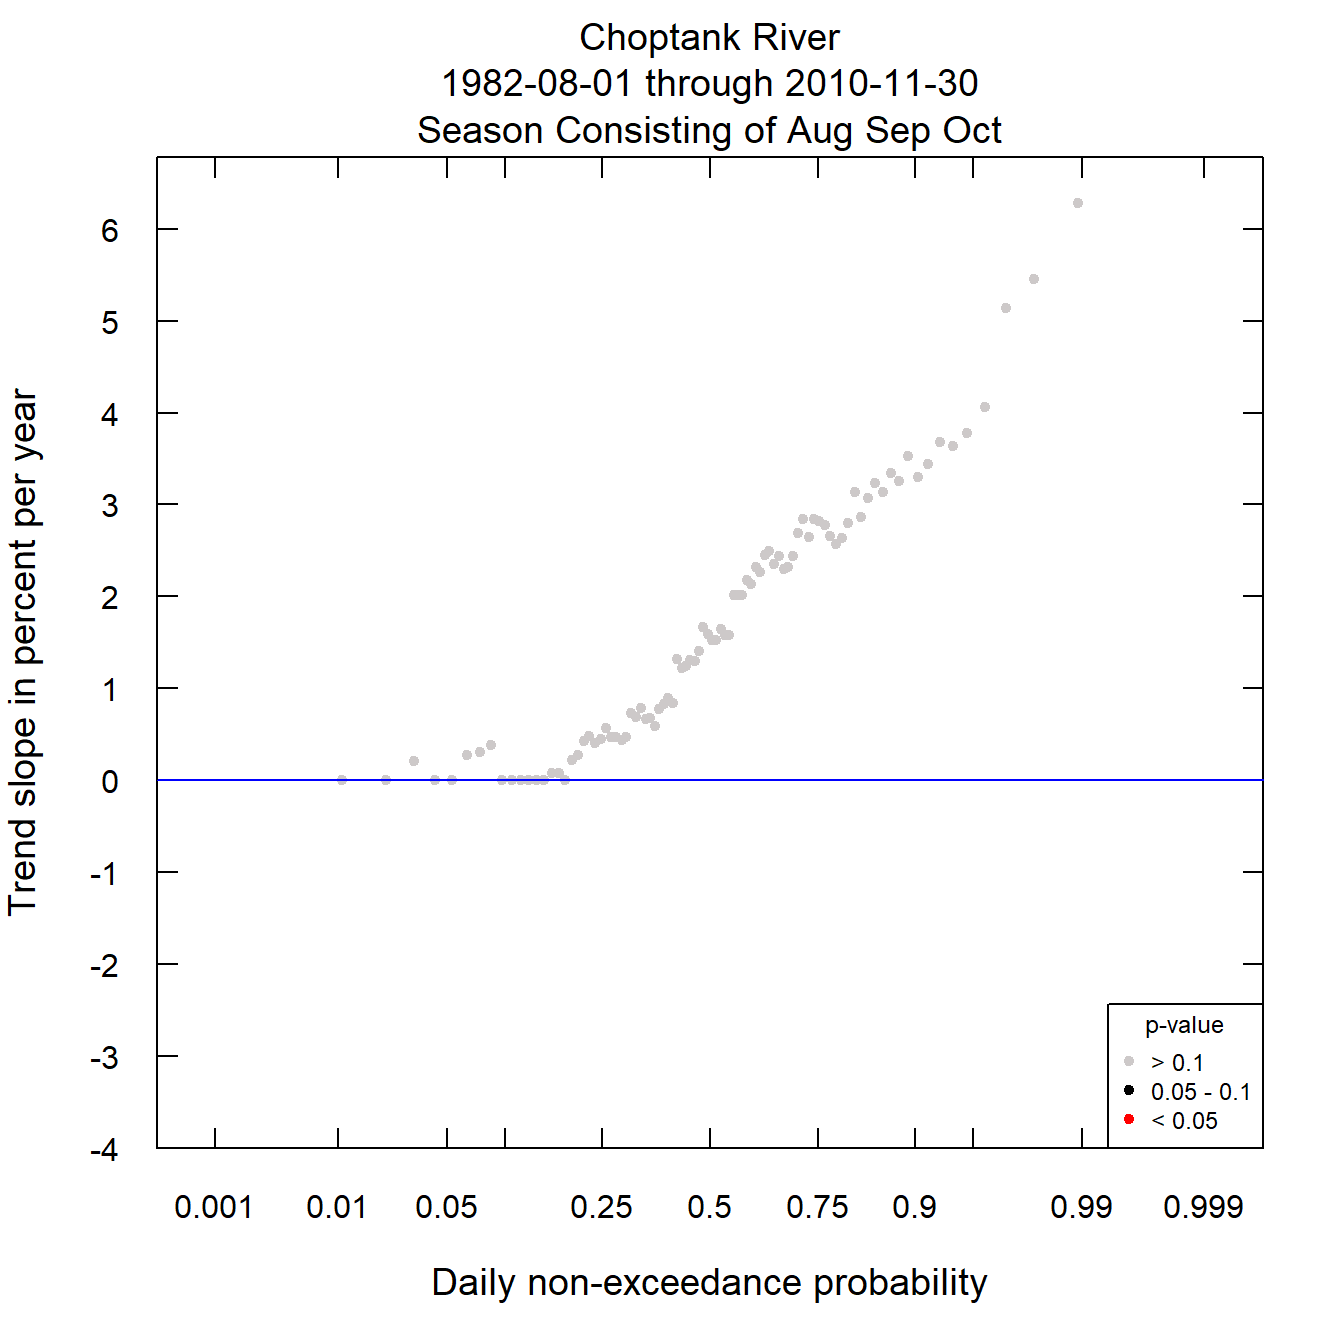 Choptank River
1982-08-01 through 2010-11-30
Season Consisting of Aug Sep Oct
Trend slope in percent per year
6
5
4
3
2
1
0
-1
-2
-3
-4
p-value
> 0.1
0.05 - 0.1
< 0.05
0.001 0.01 0.05 0.25 0.5 0.75 0.9 0.99 0.999
Daily non-exceedance probability